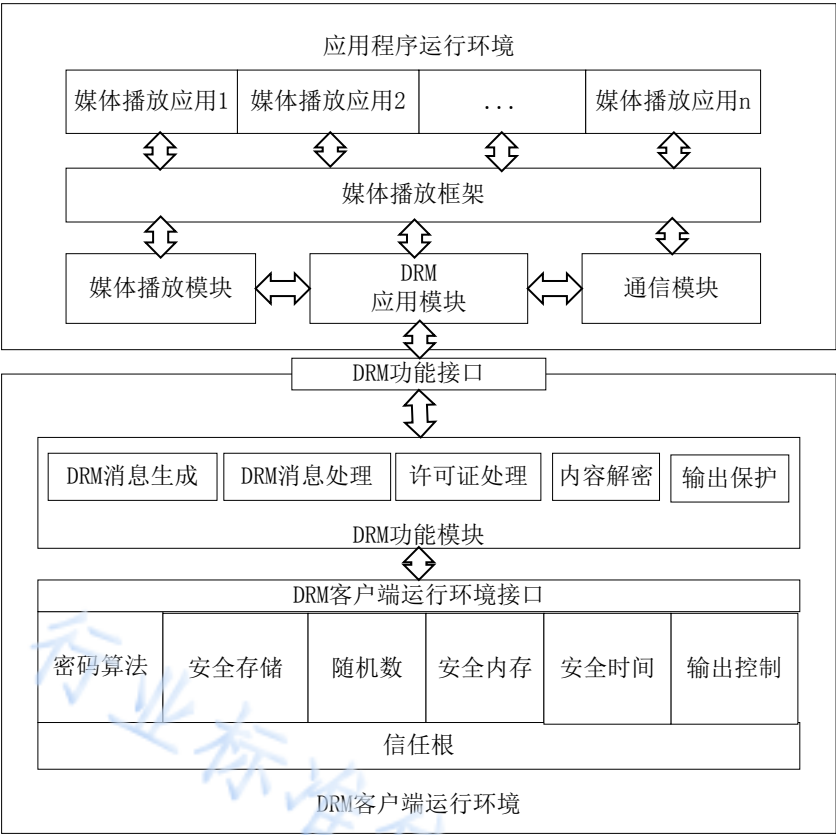 应用程序运行环境
媒体播放应用1 媒体播放应用2 ... 媒体播放应用n
媒体播放框架
媒体播放模块 DRM 应用模块 通信模块
DRM功能接口
DRM消息生成 DRM消息处理 许可证处理 内容解密 输出保护
DRM功能模块
DRM客户端运行环境接口
密码算法 安全存储 随机数 安全内存 安全时间 输出控制
信任根
DRM客户端运行环境
行业标准